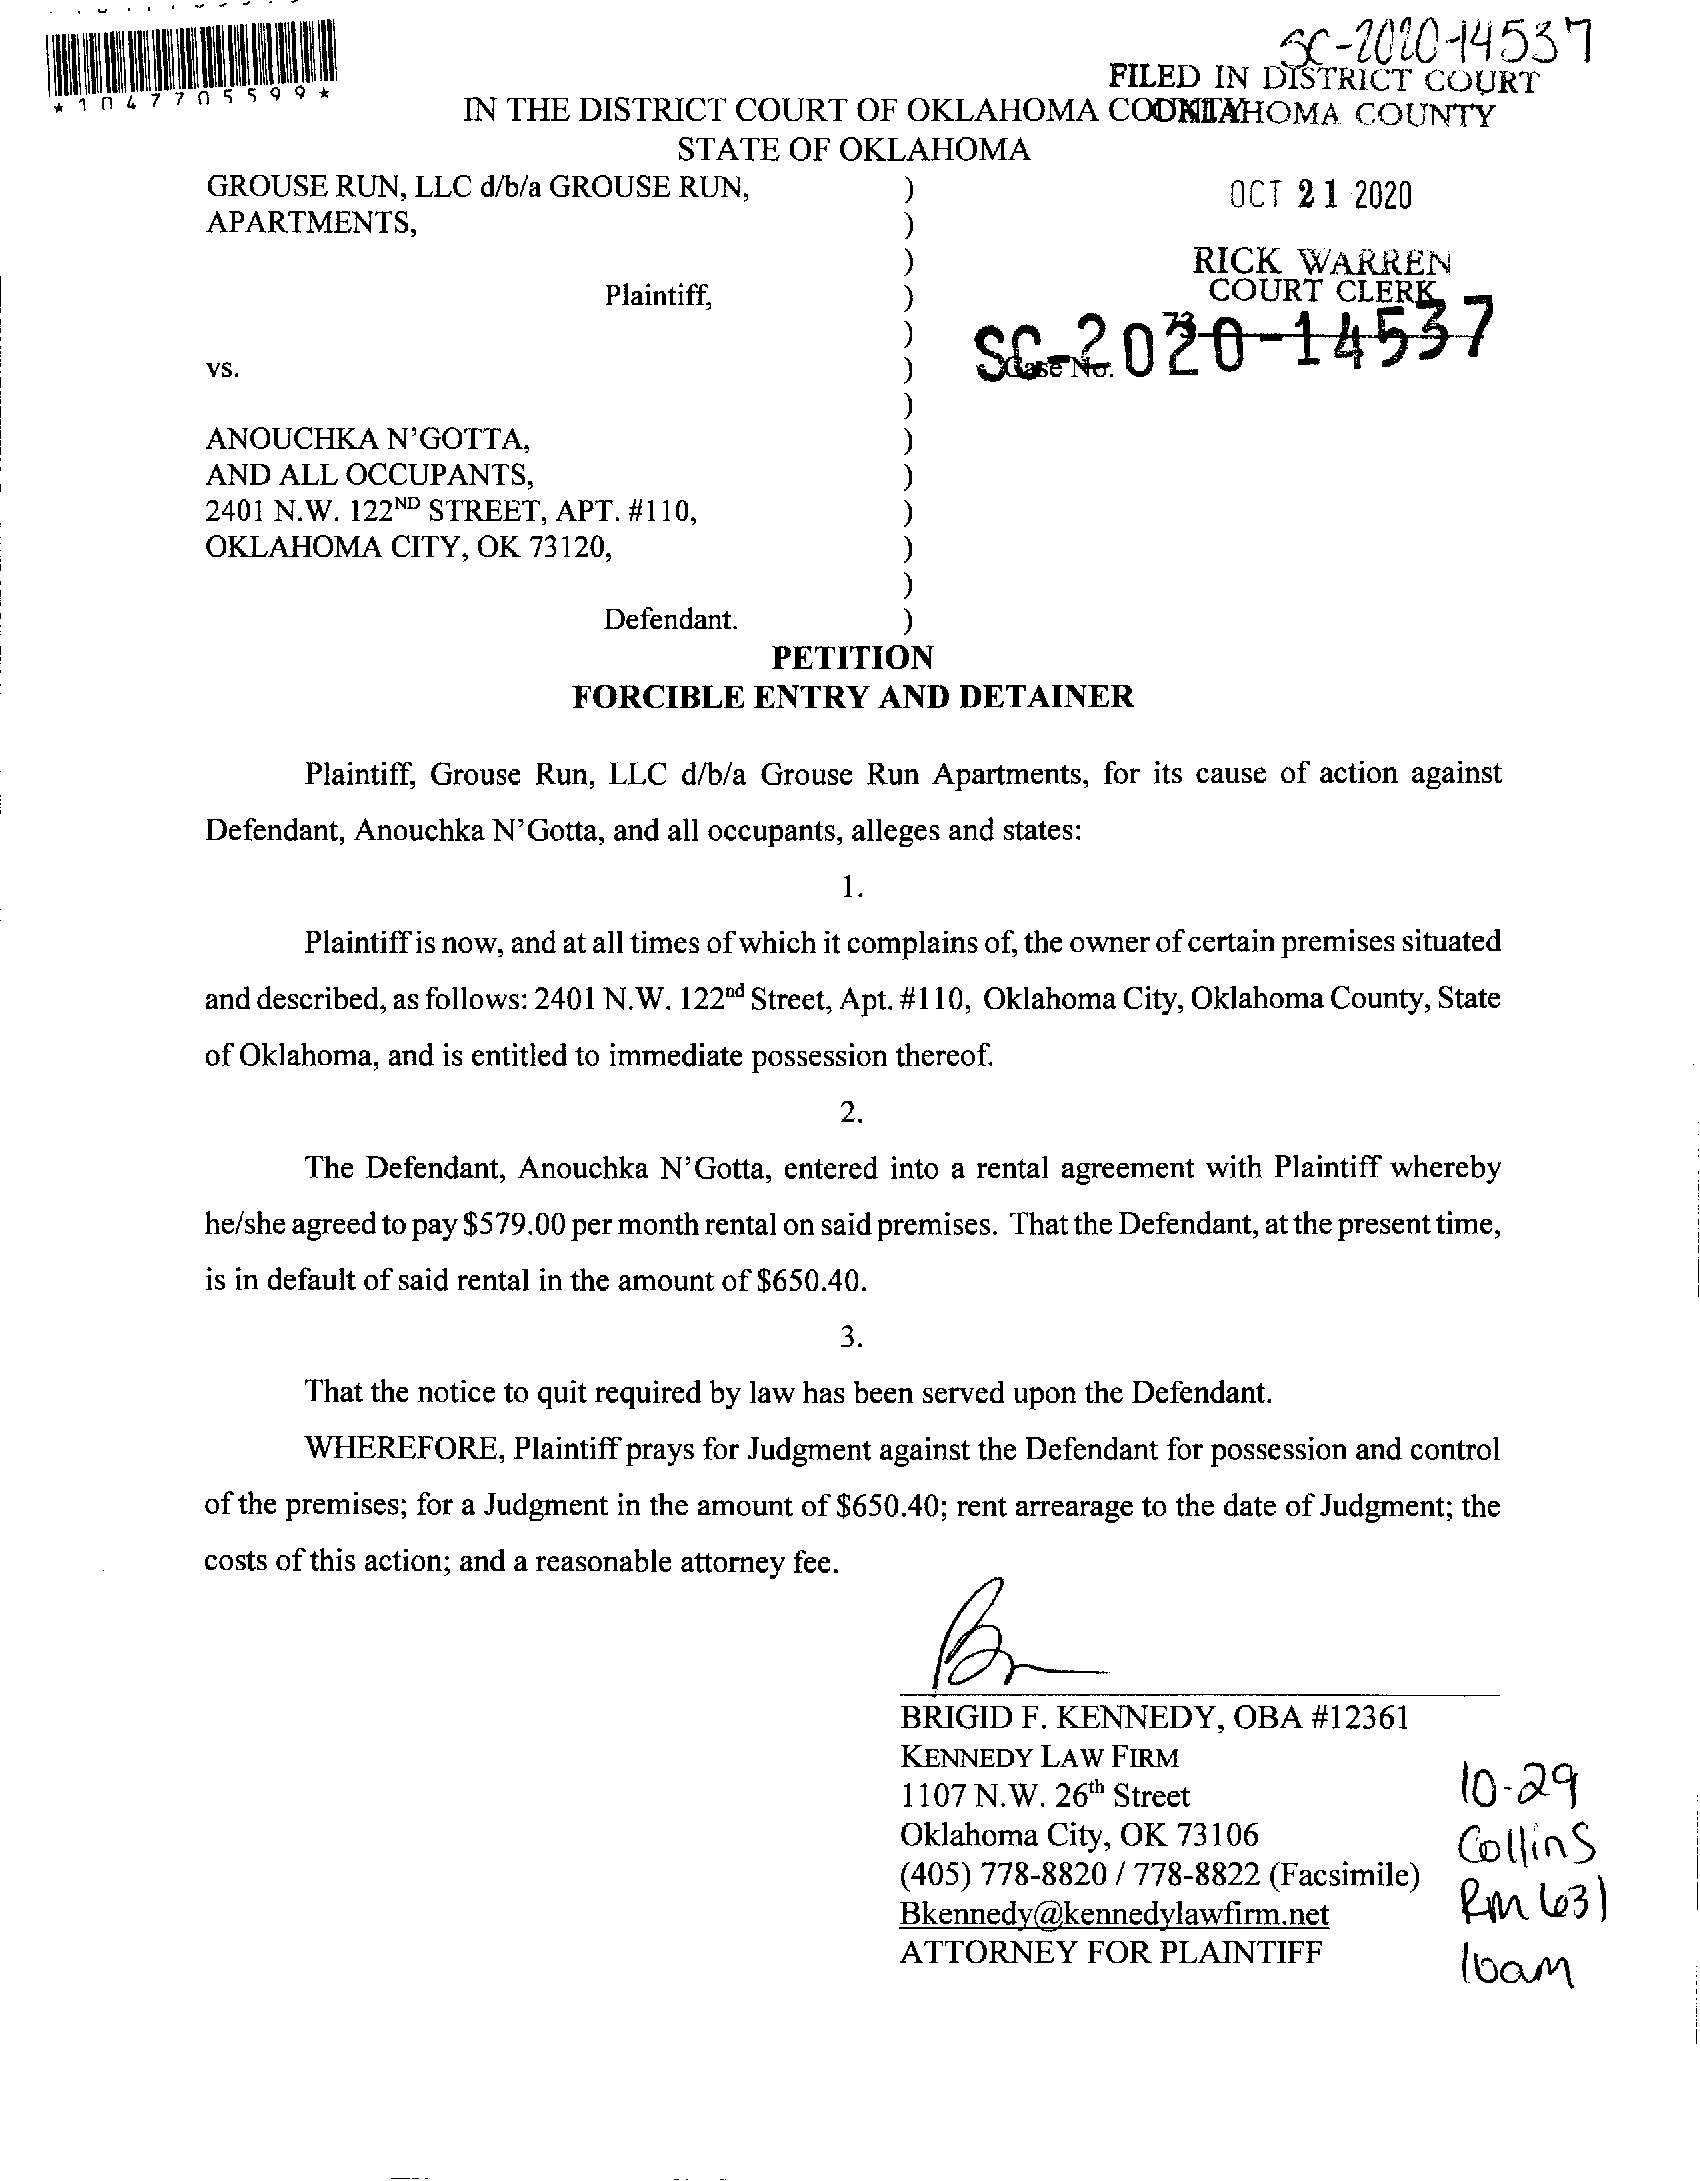 SC-2020-14537
*1047705599*
FILED IN DISTRICT COURT
OKLAHOMA COUNTY
IN THE DISTRICT COURT OF OKLAHOMA COUNTY
STATE OF OKLAHOMA
OCT 21 2020
RICK WARREN
COURT CLERK
73
SC-2020-14537
Case No.
GROUSE RUN, LLC d/b/a GROUSE RUN, )
APARTMENTS, )
)
Plaintiff, )
)
vs. )
)
ANOUCHKA N’GOTTA, )
AND ALL OCCUPANTS, )
2401 N.W. 122ND STREET, APT. #110, )
OKLAHOMA CITY, OK 73120, )
)
Defendant. )
PETITION
FORCIBLE ENTRY AND DETAINER
Plaintiff, Grouse Run, LLC d/b/a Grouse Run Apartments, for its cause of action against
Defendant, Anouchka N’Gotta, and all occupants, alleges and states:
1.
Plaintiff is now, and at all times of which it complains of, the owner of certain premises situated
and described, as follows: 2401 N.W. 122nd Street, Apt. #110, Oklahoma City, Oklahoma County, State
of Oklahoma, and is entitled to immediate possession thereof.
2.
The Defendant, Anouchka N’Gotta, entered into a rental agreement with Plaintiff whereby
he/she agreed to pay $579.00 per month rental on said premises. That the Defendant, at the present time,
is in default of said rental in the amount of $650.40.
3.
That the notice to quit required by law has been served upon the Defendant.
WHEREFORE, Plaintiff prays for Judgment against the Defendant for possession and control
of the premises; for a Judgment in the amount of $650.40; rent arrearage to the date of Judgment; the
costs of this action; and a reasonable attorney fee.
BRIGID F. KENNEDY, OBA #12361
KENNEDY LAW FIRM
1107 N.W. 26th Street
Oklahoma City, OK 73106
(405) 778-8820 / 778-8822 (Facsimile)
Bkennedy@kennedylawfirm.net
ATTORNEY FOR PLAINTIFF
10-29
Collins
Rm 631
10am